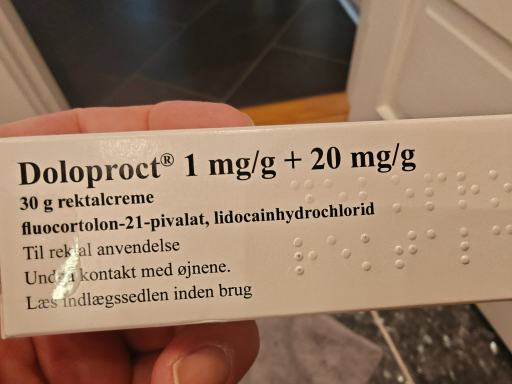 Doloproct® 1 mg/g + 20 mg/g
30 g rektalcreme
fluocortolon-21-pivalat, lidocainhydrochlorid
Til rektal anvendelse
Undgå kontakt med øjnene.
Læs indlægssedlen inden brug